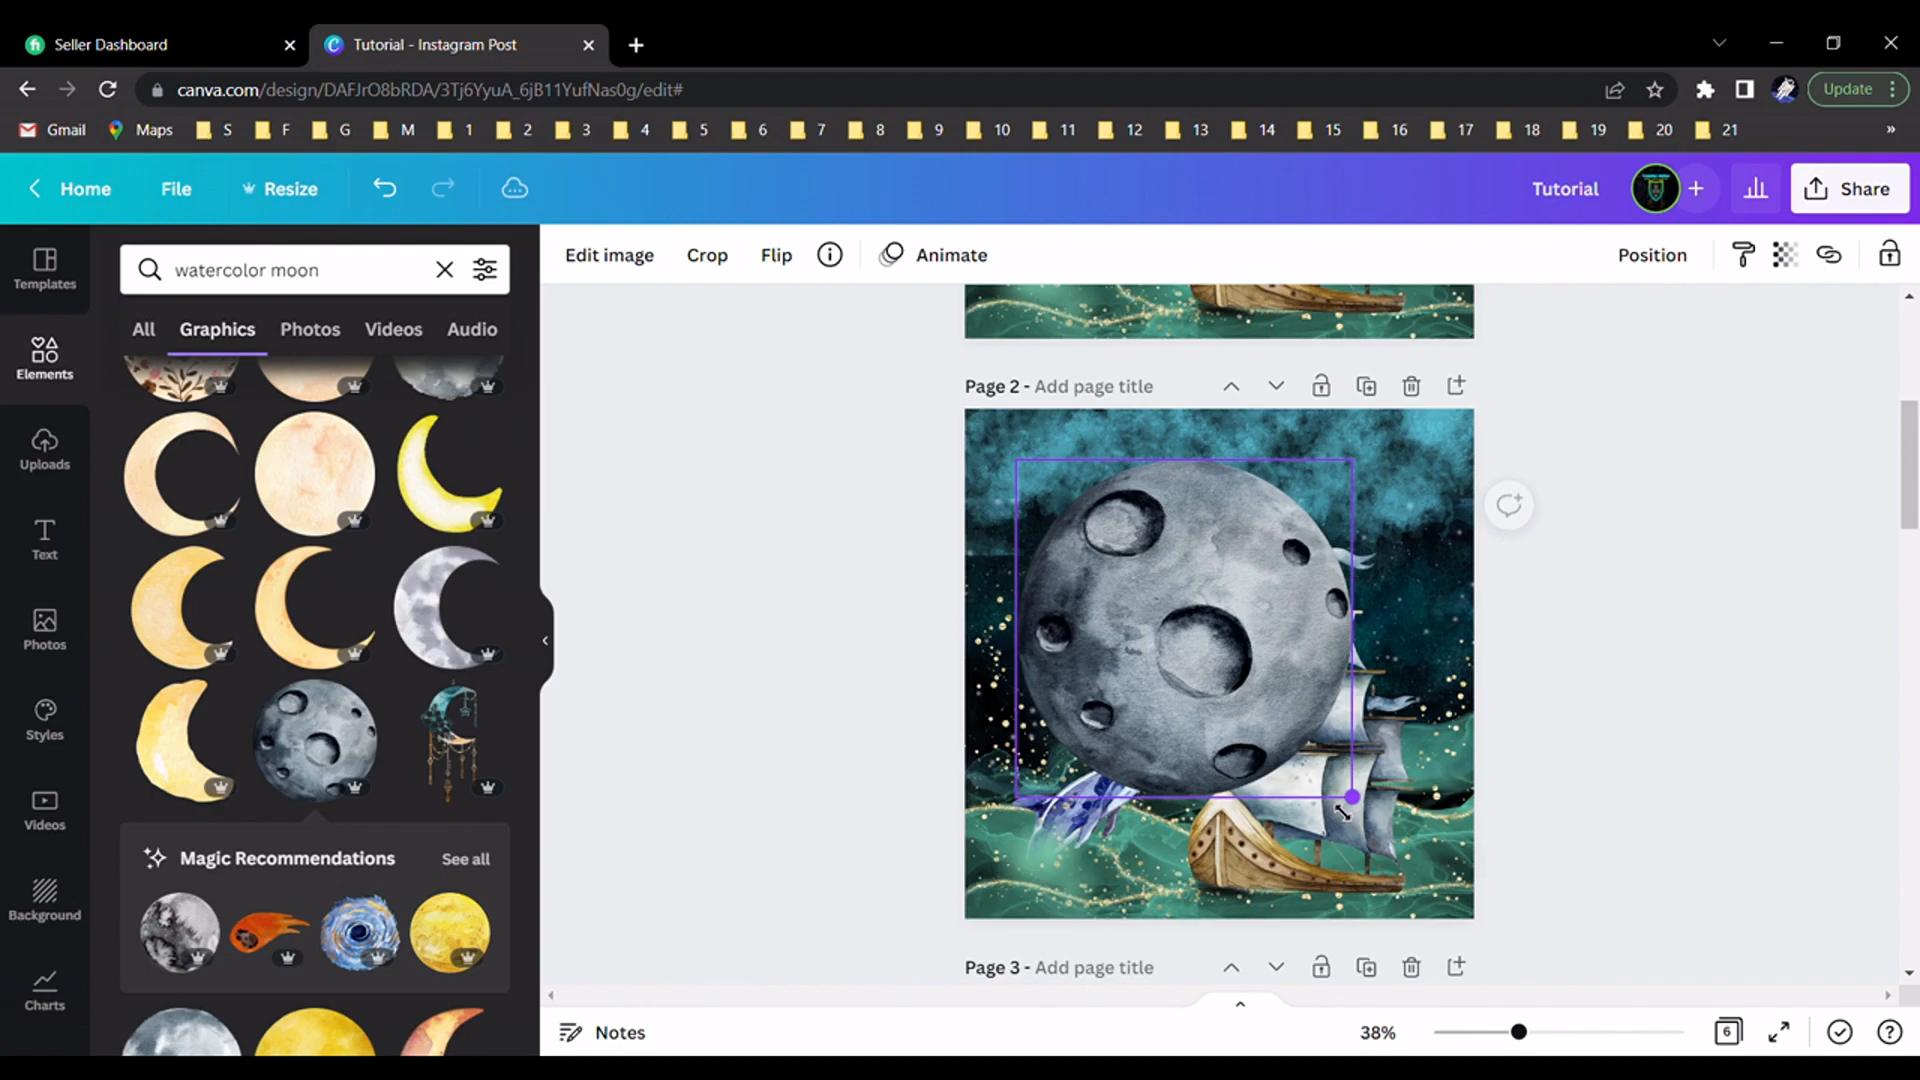 Seller Dashboard
Tutorial - Instagram Post
canva.com/design/DAFJrO8bRDA/3Tj6YyuA_6jB11YufNas0g/edit#
Update
Gmail Maps S F G M 1 2 3 4 5 6 7 8 9 10 11 12 13 14 15 16 17 18 19 20 21 »
Home File Resize Tutorial + Share
Templates
Elements
Uploads
Text
Photos
Styles
Videos
Background
Charts
watercolor moon
All Graphics Photos Videos Audio
Magic Recommendations See all
Edit image Crop Flip Animate Position
Page 2 - Add page title
Page 3 - Add page title
Notes 38% 6